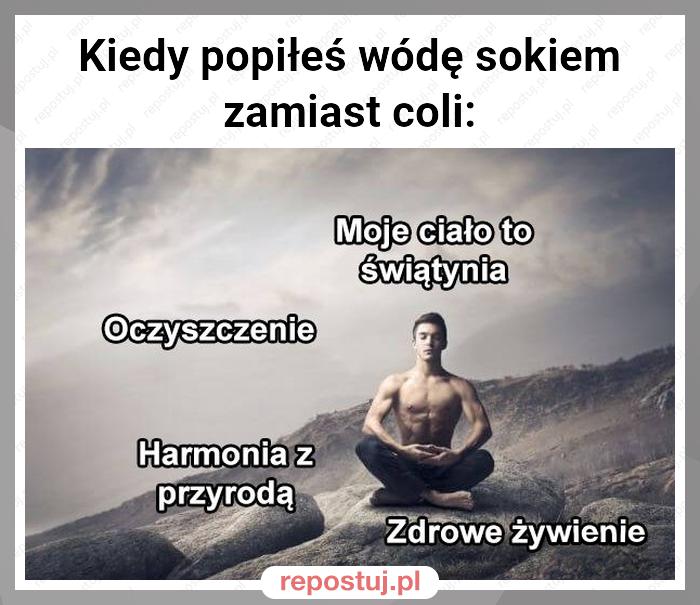 Kiedy popiłeś wódę sokiem
zamiast coli:
Moje ciało to
świątynia
Oczyszczenie
Harmonia z
przyrodą
Zdrowe żywienie
repostuj.pl